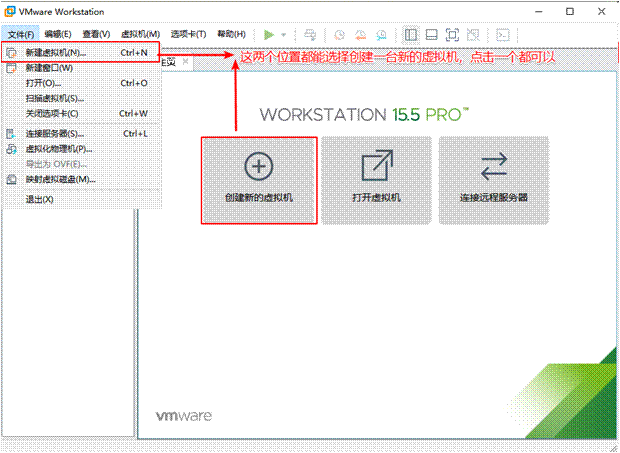 VMware Workstation
文件(F) 编辑(E) 查看(V) 虚拟机(M) 选项卡(T) 帮助(H)
新建虚拟机(N)... Ctrl+N
新建窗口(W)
打开(O)... Ctrl+O
扫描虚拟机(S)...
关闭选项卡(C) Ctrl+W
连接服务器(S)... Ctrl+L
虚拟化物理机(P)...
导出为 OVF(E)...
映射虚拟磁盘(M)...
退出(X)
主页
这两个位置都能选择创建一台新的虚拟机，点击一个都可以
WORKSTATION 15.5 PRO™
创建新的虚拟机
打开虚拟机
连接远程服务器
vmware